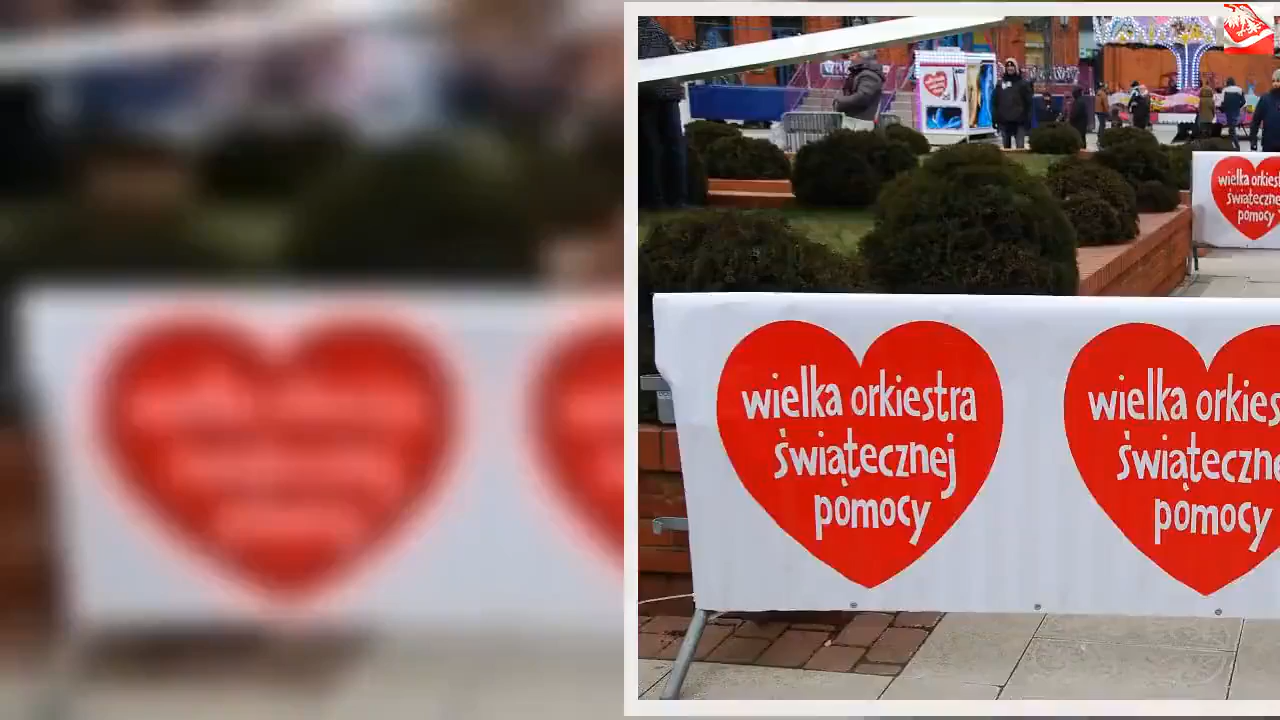 wielka orkiestra
świątecznej
pomocy
wielka orkies
świąteczne
pomocy
wielka orkiest
świąteczne
pomocy